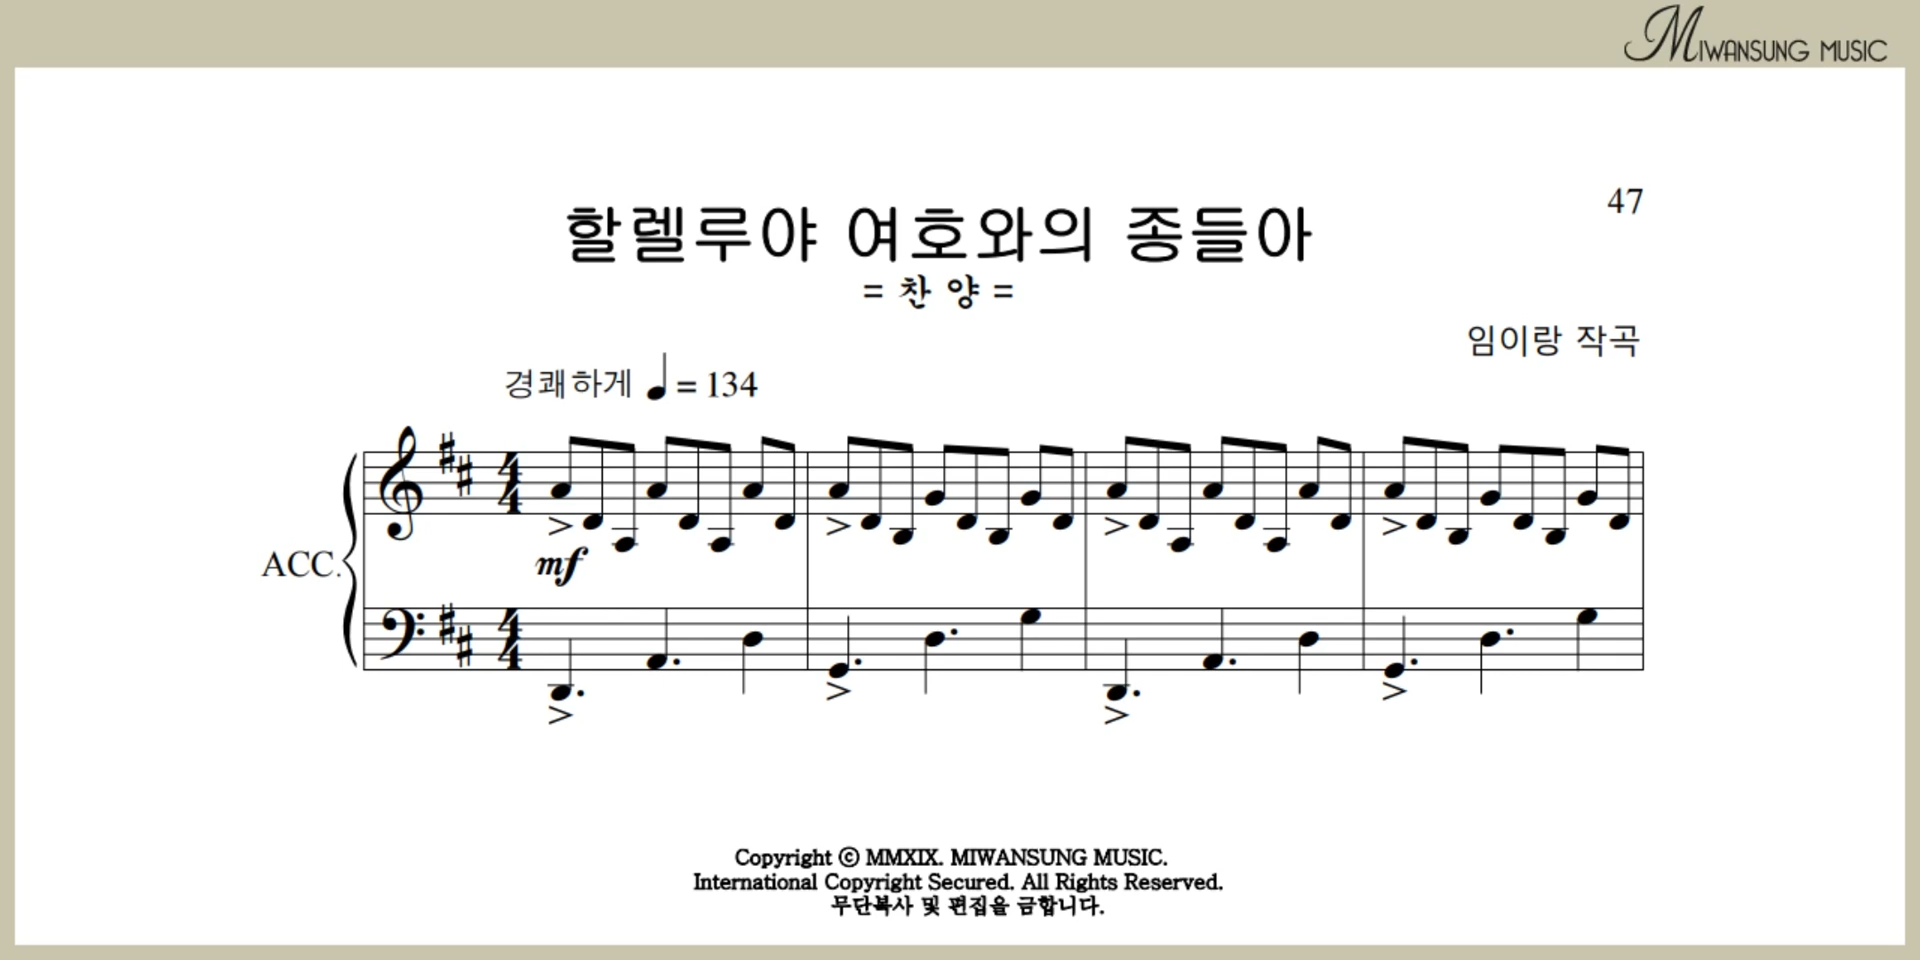 MIWANSUNG MUSIC
47
할렐루야 여호와의 종들아
= 찬 양 =
임이랑 작곡
경쾌하게 ♩ = 134
ACC.
mf
Copyright ⓒ MMXIX. MIWANSUNG MUSIC.
International Copyright Secured. All Rights Reserved.
무단복사 및 편집을 금합니다.